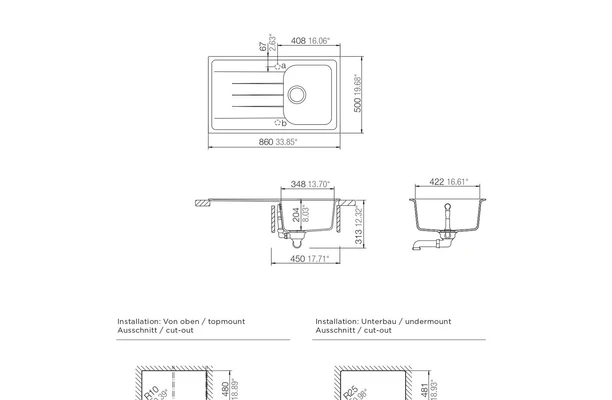 408 16.06"
67
2.63"
a
b
500 19.68"
860 33.85"
348 13.70"
204
8.03"
313 12.32"
450 17.71"
422 16.61"
Installation: Von oben / topmount
Ausschnitt / cut-out
Installation: Unterbau / undermount
Ausschnitt / cut-out
R10
480
18.89"
R25
481
18.93"